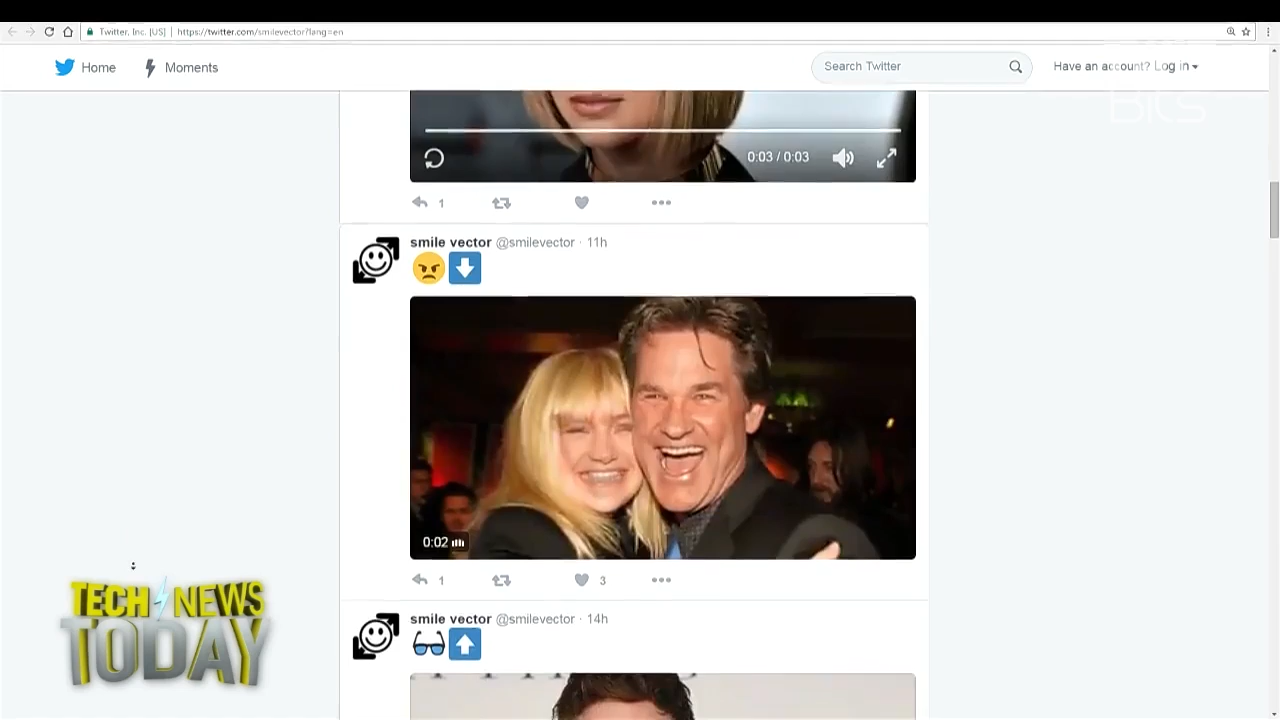 Twitter, Inc. [US] | https://twitter.com/smilevector?lang=en
Home Moments Search Twitter Have an account? Log in
Bits
0:03 / 0:03
1
smile vector @smilevector · 11h
0:02
1 3
smile vector @smilevector · 14h
TECH NEWS
TODAY